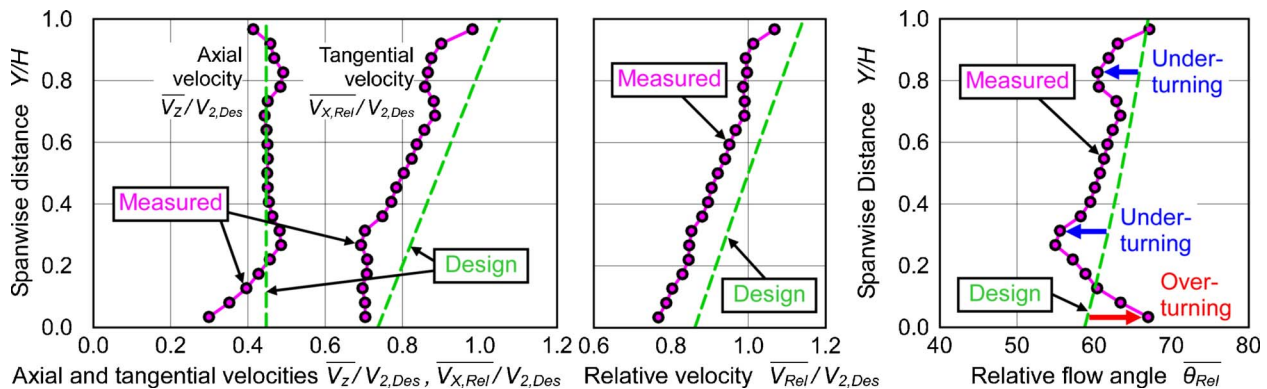 Spanwise distance Y/H
1.0
0.8
0.6
0.4
0.2
0.0
Axial
velocity
V̅z̅/V2,Des
Tangential
velocity
V̅X,Rel/V2,Des
Measured
Design
0.0 0.2 0.4 0.6 0.8 1.0 1.2
Axial and tangential velocities V̅z̅/V2,Des , V̅X,Rel/V2,Des
Measured
Design
0.6 0.8 1.0 1.2
Relative velocity V̅Rel/V2,Des
Spanwise Distance Y/H
1.0
0.8
0.6
0.4
0.2
0.0
Under-
turning
Measured
Under-
turning
Design
Over-
turning
40 50 60 70 80
Relative flow angle θ̅Rel